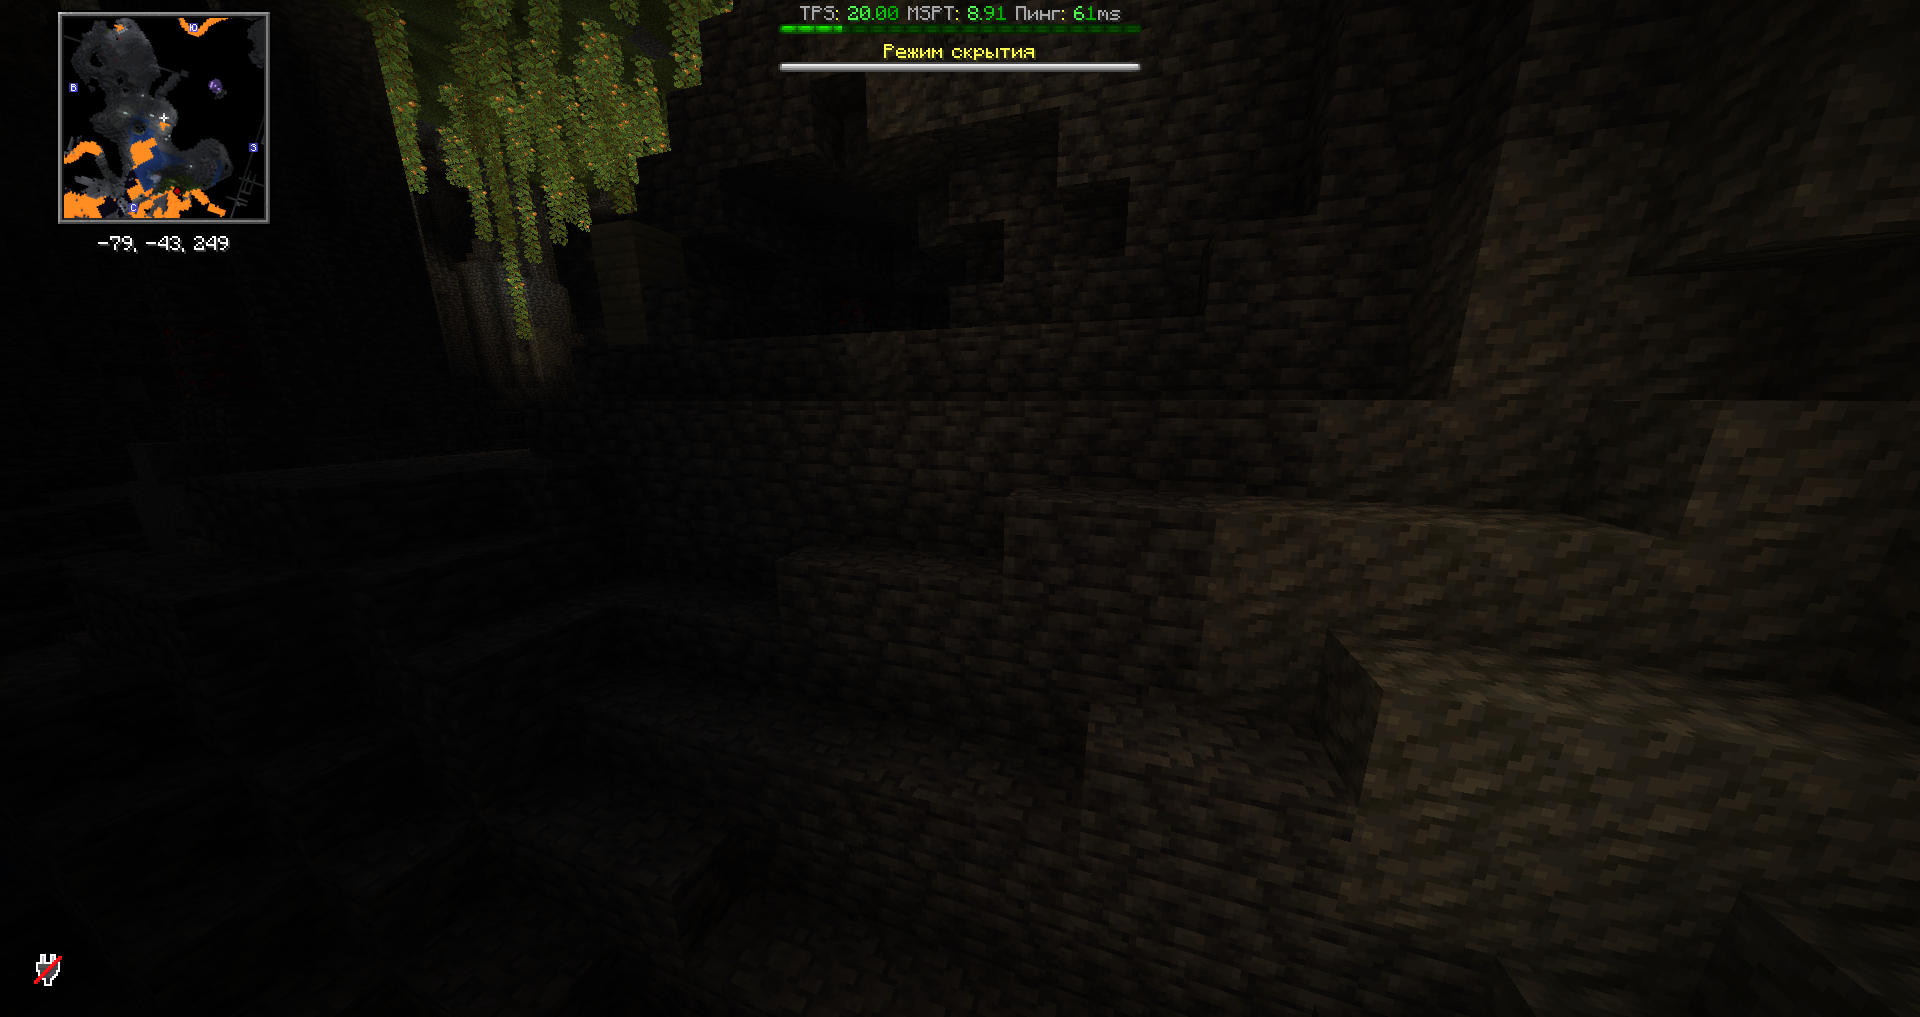 Ю
В
З
С
-79, -43, 249
TPS: 20.00 MSPT: 8.91 Пинг: 61ms
Режим скрытия